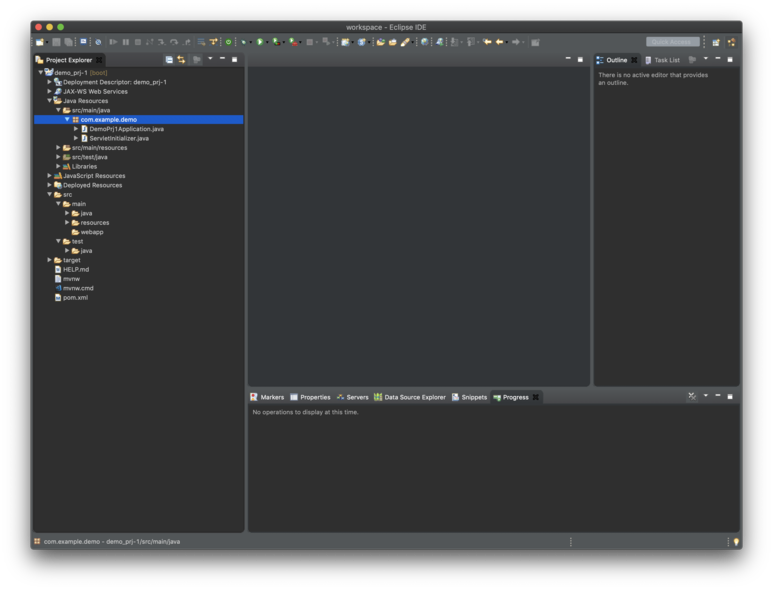 workspace - Eclipse IDE
Quick Access
Project Explorer
demo_prj-1 [boot]
Deployment Descriptor: demo_prj-1
JAX-WS Web Services
Java Resources
src/main/java
com.example.demo
DemoPrj1Application.java
ServletInitializer.java
src/main/resources
src/test/java
Libraries
JavaScript Resources
Deployed Resources
src
main
java
resources
webapp
test
java
target
HELP.md
mvnw
mvnw.cmd
pom.xml
Outline Task List
There is no active editor that provides
an outline.
Markers Properties Servers Data Source Explorer Snippets Progress
No operations to display at this time.
com.example.demo - demo_prj-1/src/main/java